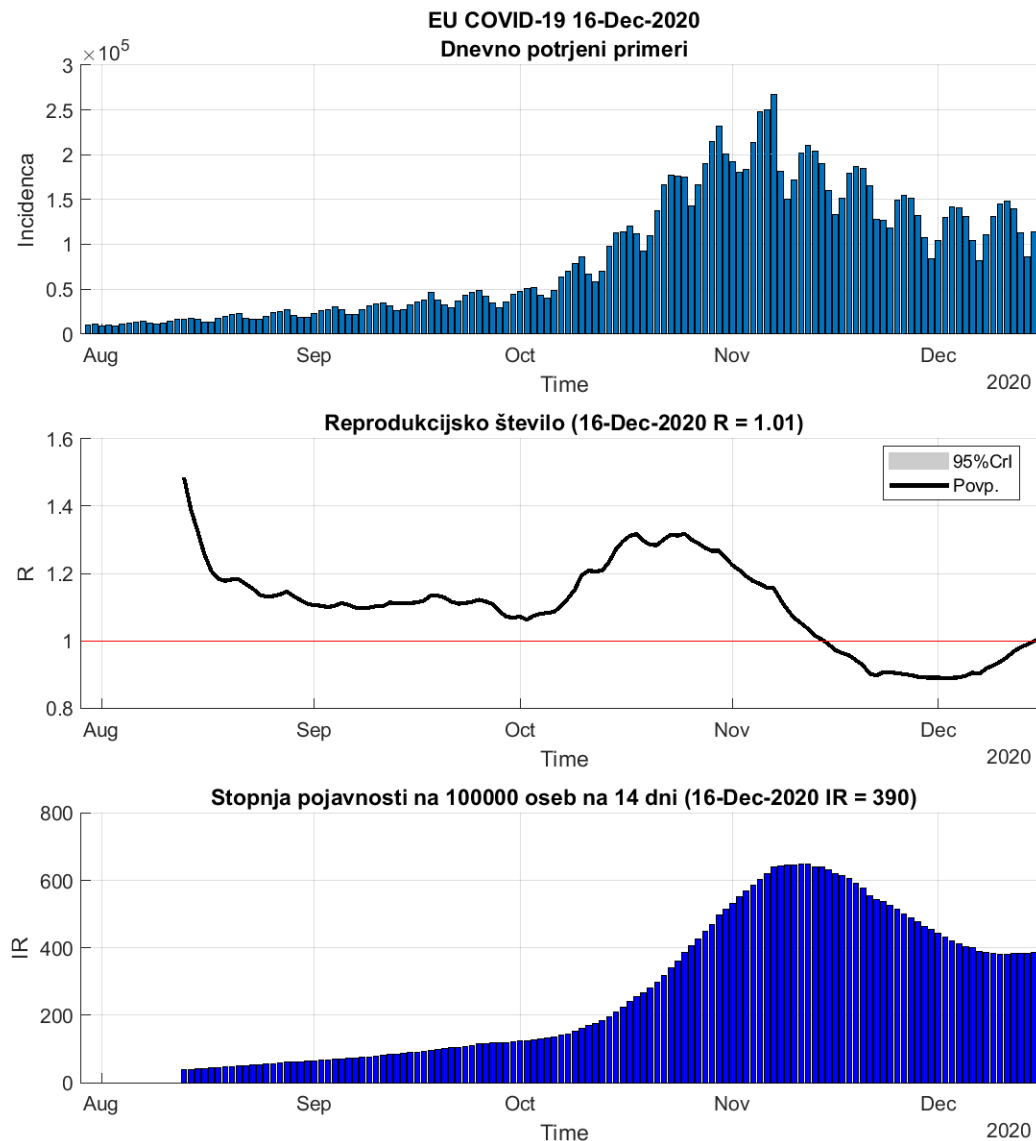 EU COVID-19 16-Dec-2020
Dnevno potrjeni primeri
×10⁵
3
2.5
2
1.5
1
0.5
0
Incidenca
Aug Sep Oct Nov Dec
Time
2020
Reprodukcijsko število (16-Dec-2020 R = 1.01)
1.6
1.4
1.2
1
0.8
R
95%CrI
Povp.
Aug Sep Oct Nov Dec
Time
2020
Stopnja pojavnosti na 100000 oseb na 14 dni (16-Dec-2020 IR = 390)
800
600
400
200
0
IR
Aug Sep Oct Nov Dec
Time
2020